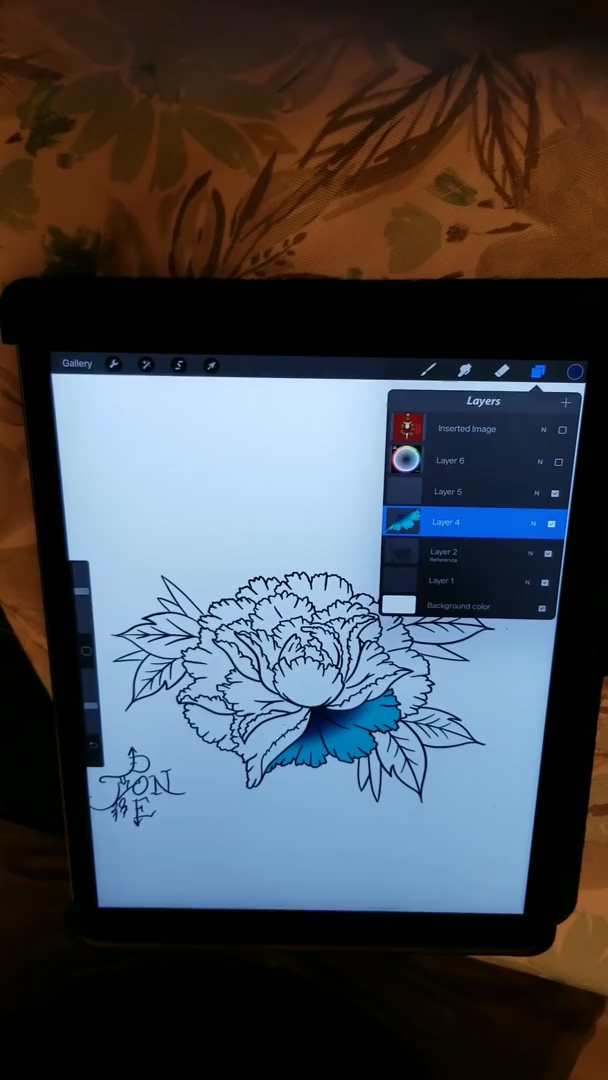 Gallery
Layers
Inserted Image N
Layer 6 N
Layer 5 N
Layer 4 N
Layer 2 N
Reference
Layer 1 N
Background color